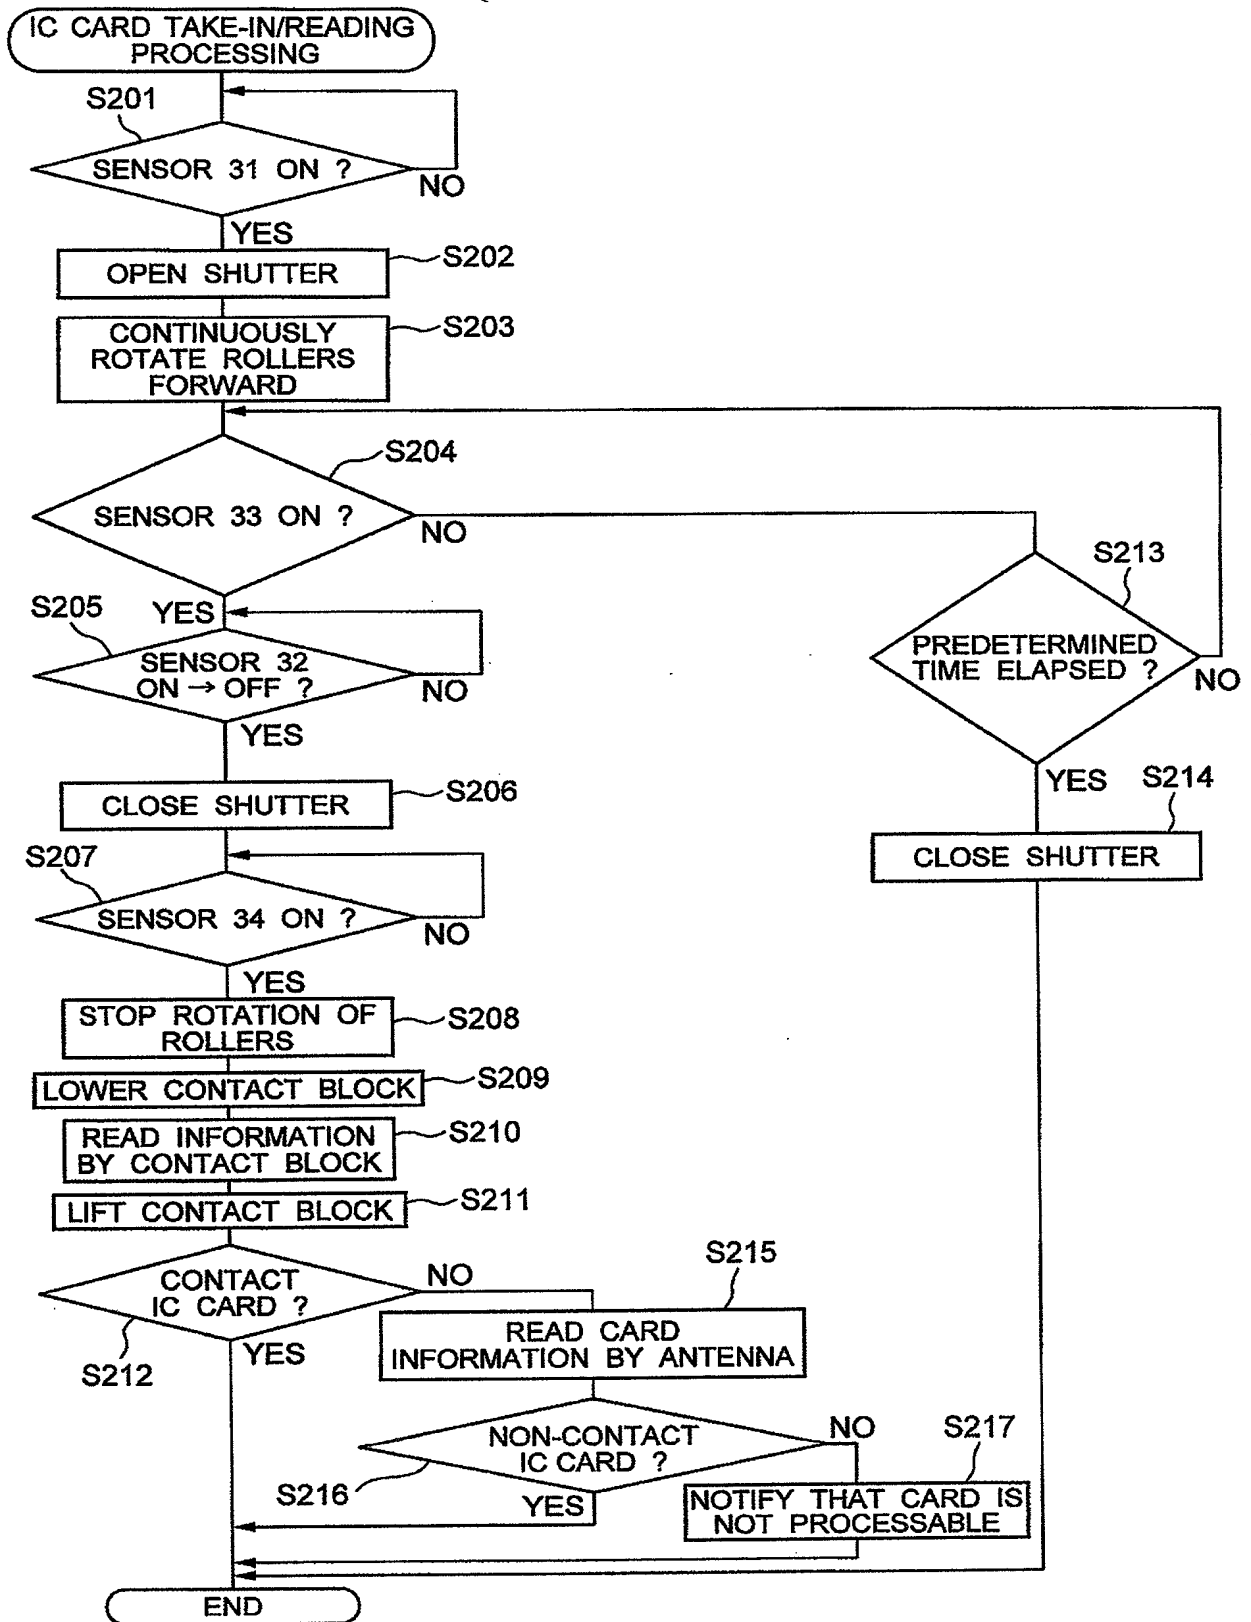 IC CARD TAKE-IN/READING
PROCESSING
S201
SENSOR 31 ON ?
NO
YES
S202
OPEN SHUTTER
S203
CONTINUOUSLY
ROTATE ROLLERS
FORWARD
S204
SENSOR 33 ON ?
NO
S213
PREDETERMINED
TIME ELAPSED ?
NO
YES
S205
SENSOR 32
ON → OFF ?
NO
YES
YES
S214
CLOSE SHUTTER
S206
CLOSE SHUTTER
S207
SENSOR 34 ON ?
NO
YES
STOP ROTATION OF
ROLLERS
S208
LOWER CONTACT BLOCK
S209
READ INFORMATION
BY CONTACT BLOCK
S210
LIFT CONTACT BLOCK
S211
CONTACT
IC CARD ?
NO
S212
YES
S215
READ CARD
INFORMATION BY ANTENNA
NON-CONTACT
IC CARD ?
NO
S216
YES
S217
NOTIFY THAT CARD IS
NOT PROCESSABLE
END